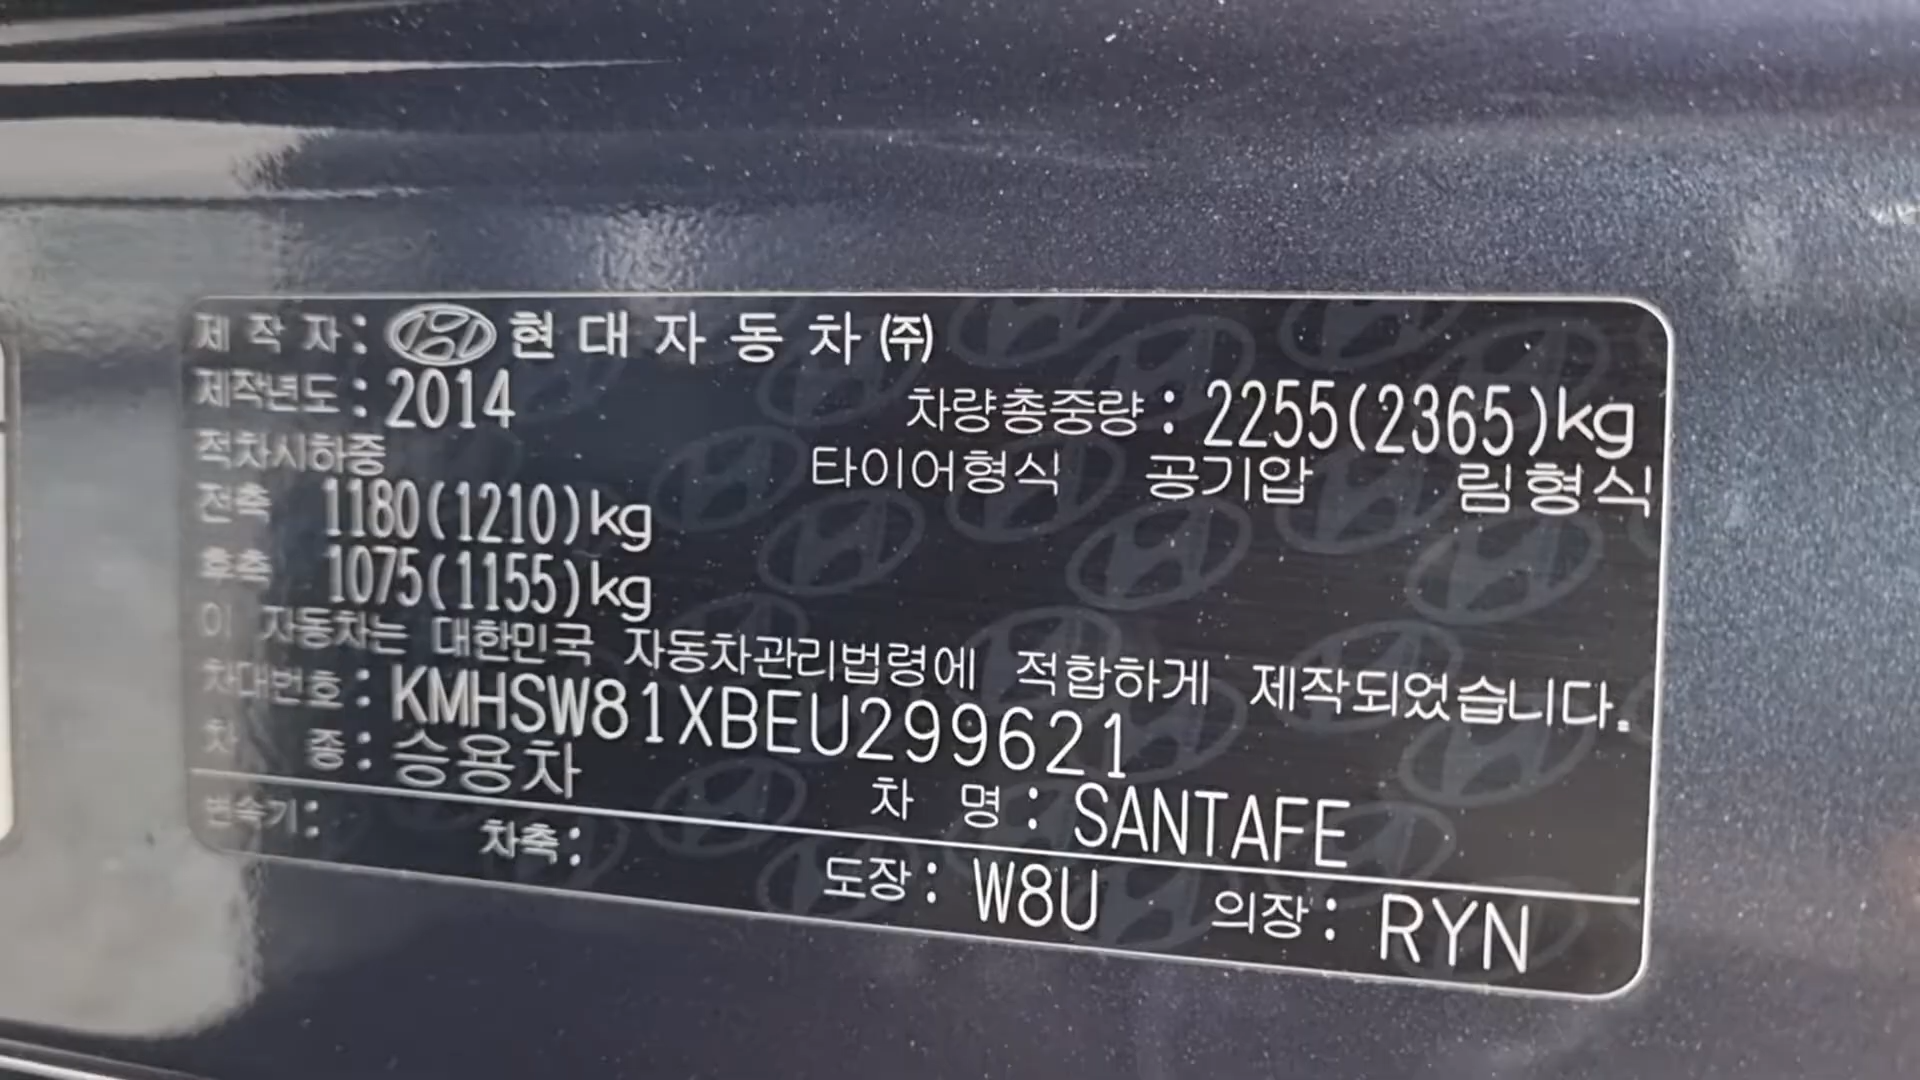 제 작 자 : 현 대 자 동 차 ㈜
제작년도 : 2014 차량총중량 : 2255(2365)kg
적차시하중 타이어형식 공기압 림형식
전축 1180(1210)kg
후축 1075(1155)kg
이 자동차는 대한민국 자동차관리법령에 적합하게 제작되었습니다.
차대번호 : KMHSW81XBEU299621
차 종 : 승용차 차 명 : SANTAFE
변속기 : 차축 : 도장 : W8U 의장 : RYN